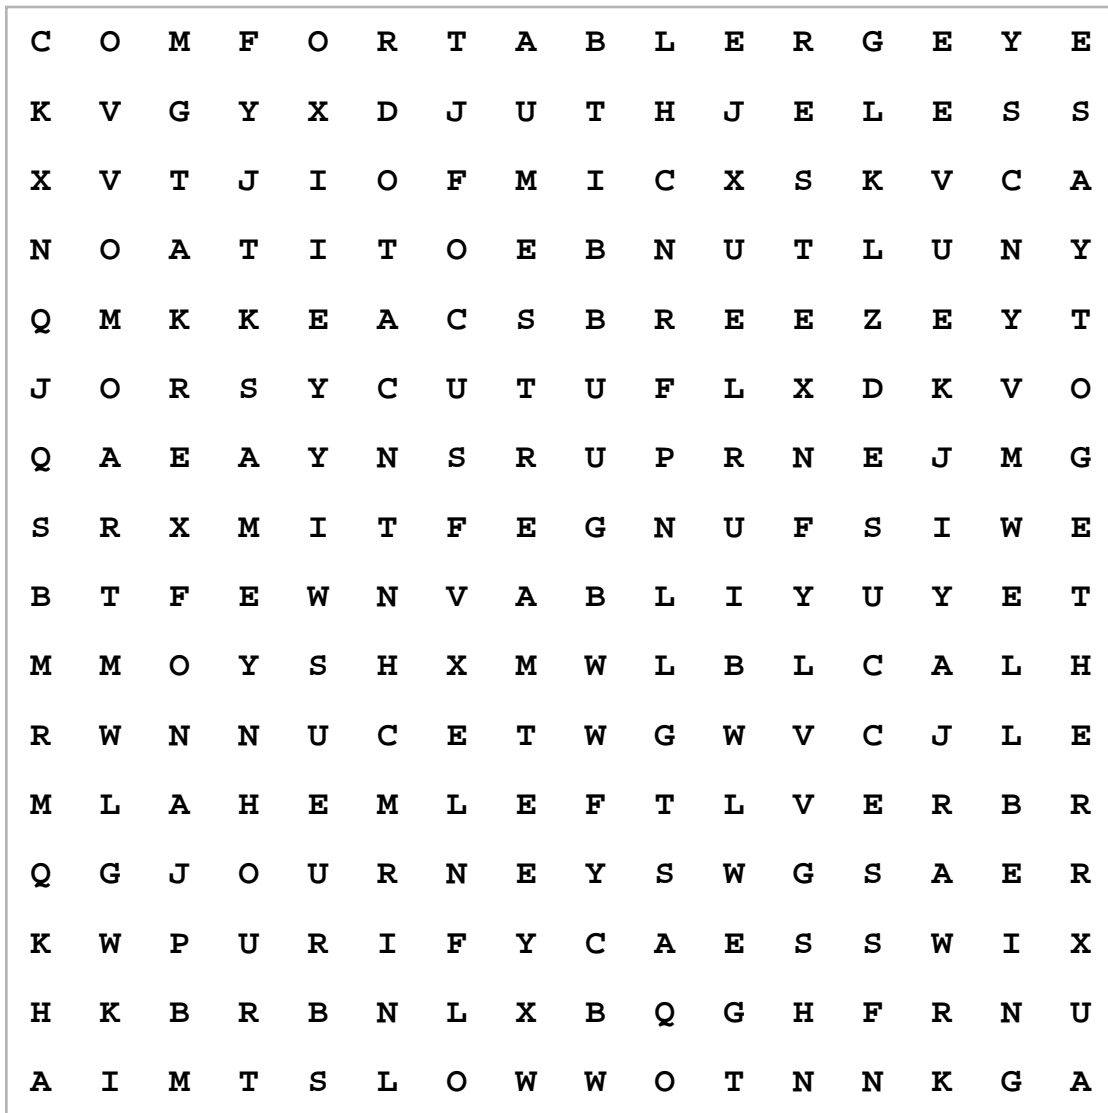 C O M F O R T A B L E R G E Y E
K V G Y X D J U T H J E L E S S
X V T J I O F M I C X S K V C A
N O A T I T O E B N U T L U N Y
Q M K K E A C S B R E E Z E Y T
J O R S Y C U T U F L X D K V O
Q A E A Y N S R U P R N E J M G
S R X M I T F E G N U F S I W E
B T F E W N V A B L I Y U Y E T
M M O Y S H X M W L B L C A L H
R W N N U C E T W G W V C J L E
M L A H E M L E F T L V E R B R
Q G J O U R N E Y S W G S A E R
K W P U R I F Y C A E S S W I X
H K B R B N L X B Q G H F R N U
A I M T S L O W W O T N N K G A